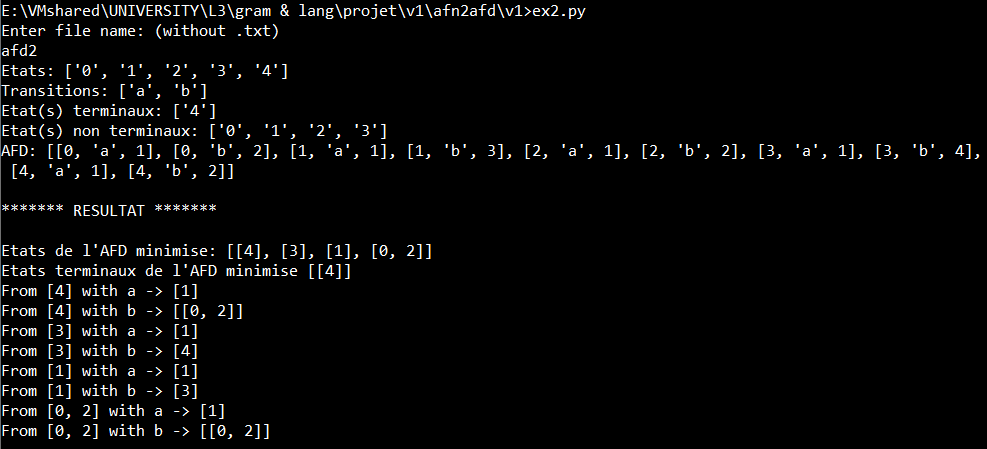 E:\VMshared\UNIVERSITY\L3\gram & lang\projet\v1\afn2afd\v1>ex2.py
Enter file name: (without .txt)
afd2
Etats: ['0', '1', '2', '3', '4']
Transitions: ['a', 'b']
Etat(s) terminaux: ['4']
Etat(s) non terminaux: ['0', '1', '2', '3']
AFD: [[0, 'a', 1], [0, 'b', 2], [1, 'a', 1], [1, 'b', 3], [2, 'a', 1], [2, 'b', 2], [3, 'a', 1], [3, 'b', 4],
[4, 'a', 1], [4, 'b', 2]]
******* RESULTAT *******
Etats de l'AFD minimise: [[4], [3], [1], [0, 2]]
Etats terminaux de l'AFD minimise [[4]]
From [4] with a -> [1]
From [4] with b -> [[0, 2]]
From [3] with a -> [1]
From [3] with b -> [4]
From [1] with a -> [1]
From [1] with b -> [3]
From [0, 2] with a -> [1]
From [0, 2] with b -> [[0, 2]]